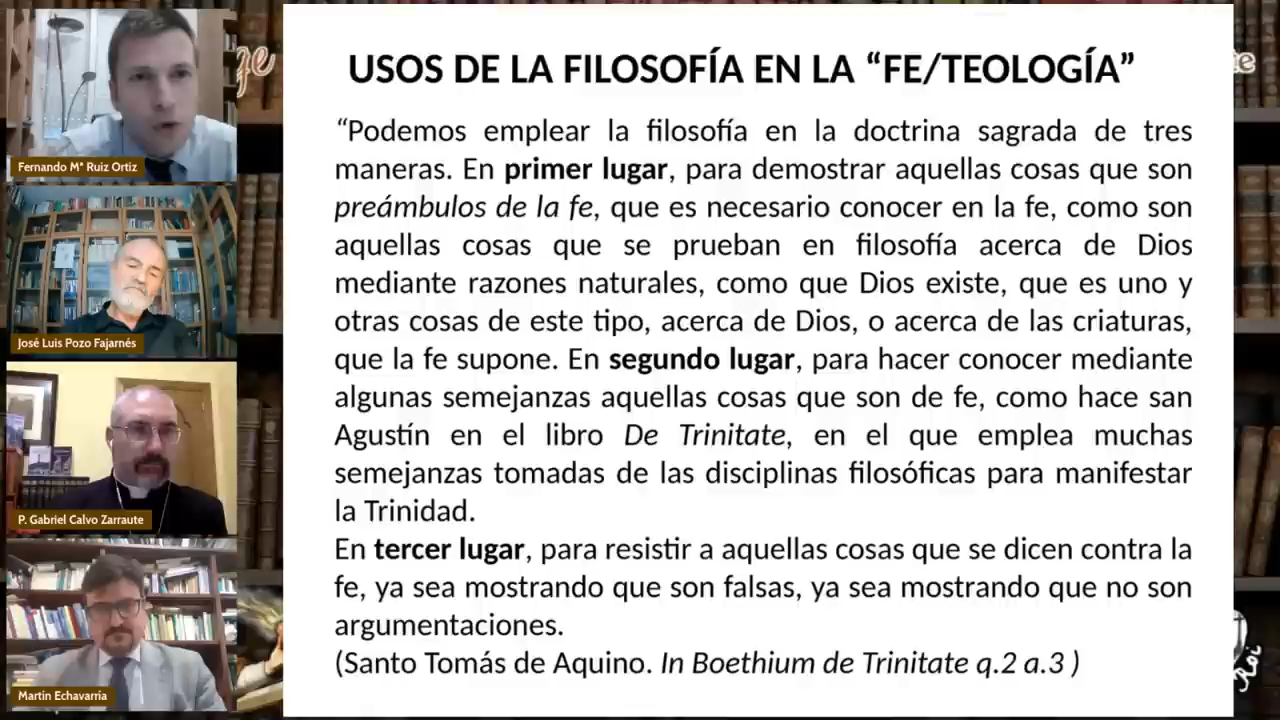 USOS DE LA FILOSOFÍA EN LA “FE/TEOLOGÍA”
“Podemos emplear la filosofía en la doctrina sagrada de tres
maneras. En primer lugar, para demostrar aquellas cosas que son
preámbulos de la fe, que es necesario conocer en la fe, como son
aquellas cosas que se prueban en filosofía acerca de Dios
mediante razones naturales, como que Dios existe, que es uno y
otras cosas de este tipo, acerca de Dios, o acerca de las criaturas,
que la fe supone. En segundo lugar, para hacer conocer mediante
algunas semejanzas aquellas cosas que son de fe, como hace san
Agustín en el libro De Trinitate, en el que emplea muchas
semejanzas tomadas de las disciplinas filosóficas para manifestar
la Trinidad.
En tercer lugar, para resistir a aquellas cosas que se dicen contra la
fe, ya sea mostrando que son falsas, ya sea mostrando que no son
argumentaciones.
(Santo Tomás de Aquino. In Boethium de Trinitate q.2 a.3 )
Fernando Mª Ruiz Ortiz
José Luis Pozo Fajarnés
P. Gabriel Calvo Zarraute
Martín Echavarría
Roi